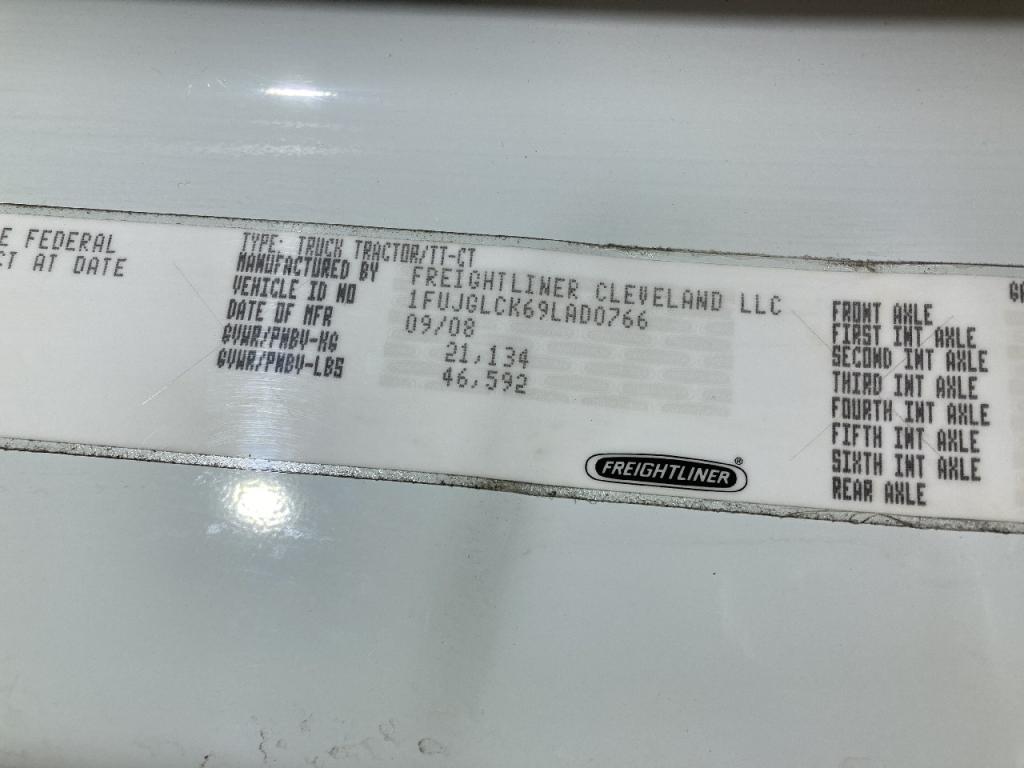 E FEDERAL
CT AT DATE
TYPE: TRUCK TRACTOR/TT-CT
MANUFACTURED BY FREIGHTLINER CLEVELAND LLC
VEHICLE ID NO 1FUJGLCK69LAD0766
DATE OF MFR 09/08
GVWR/PNBV-KG 21,134
GVWR/PNBV-LBS 46,592
FREIGHTLINER®
FRONT AXLE
FIRST INT AXLE
SECOND INT AXLE
THIRD INT AXLE
FOURTH INT AXLE
FIFTH INT AXLE
SIXTH INT AXLE
REAR AXLE